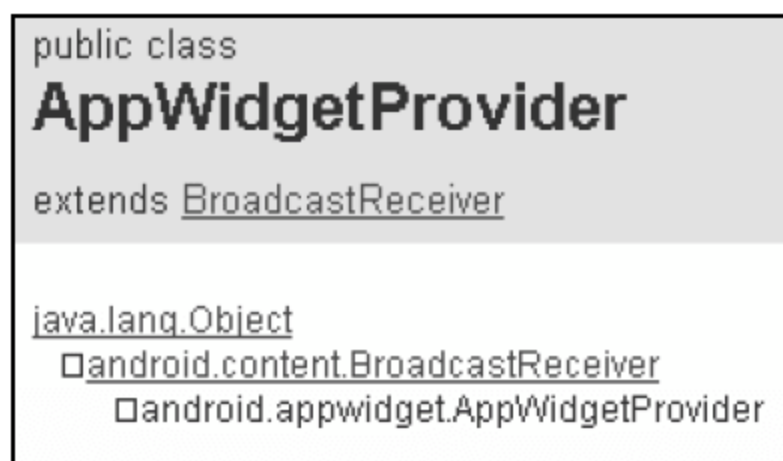 public class
AppWidgetProvider
extends BroadcastReceiver
java.lang.Object
□android.content.BroadcastReceiver
□android.appwidget.AppWidgetProvider